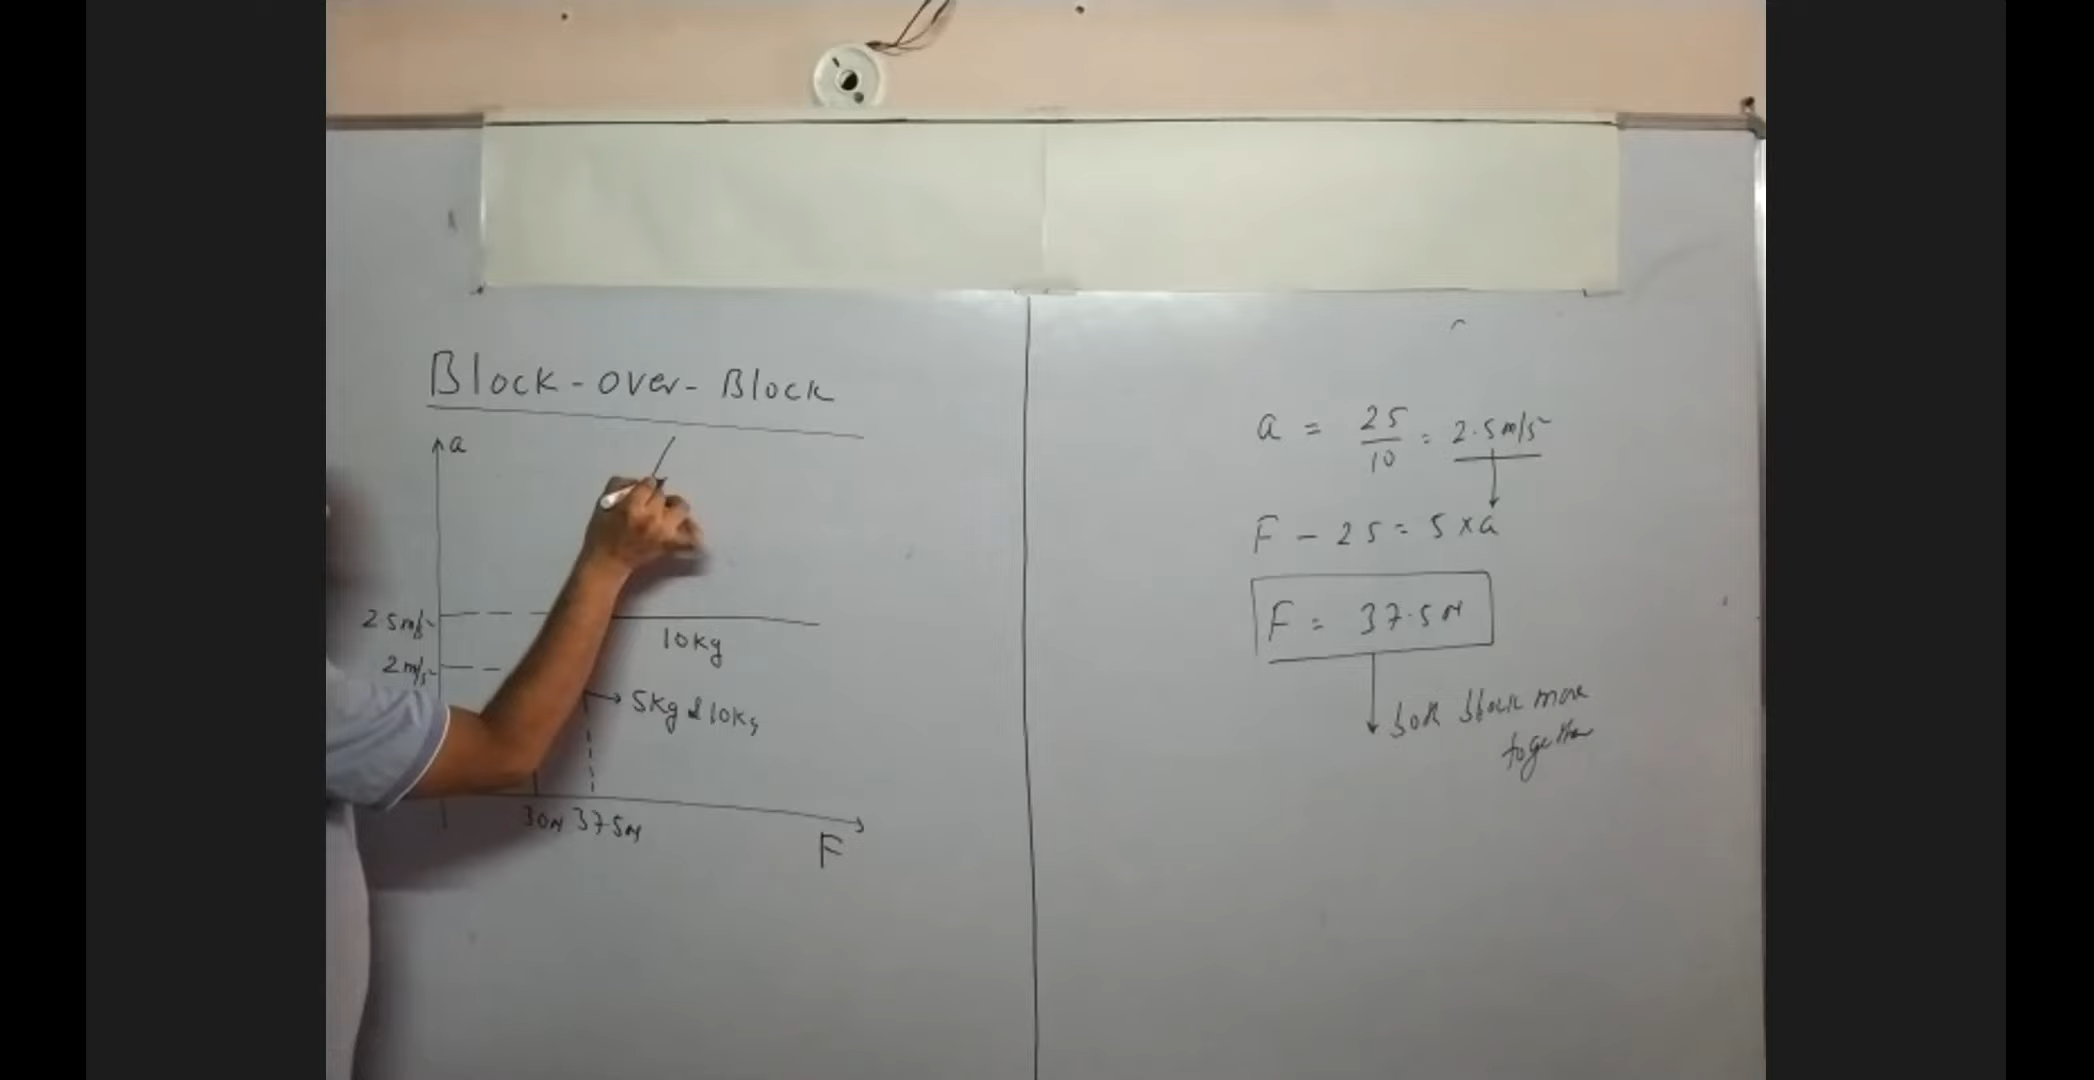 Block-over-Block
a
2.5m/s²
10kg
2m/s²
5kg & 10kg
30N 37.5N
F
a = 25/10 = 2.5m/s²
F - 25 = 5 × a
F = 37.5N
both block move
together